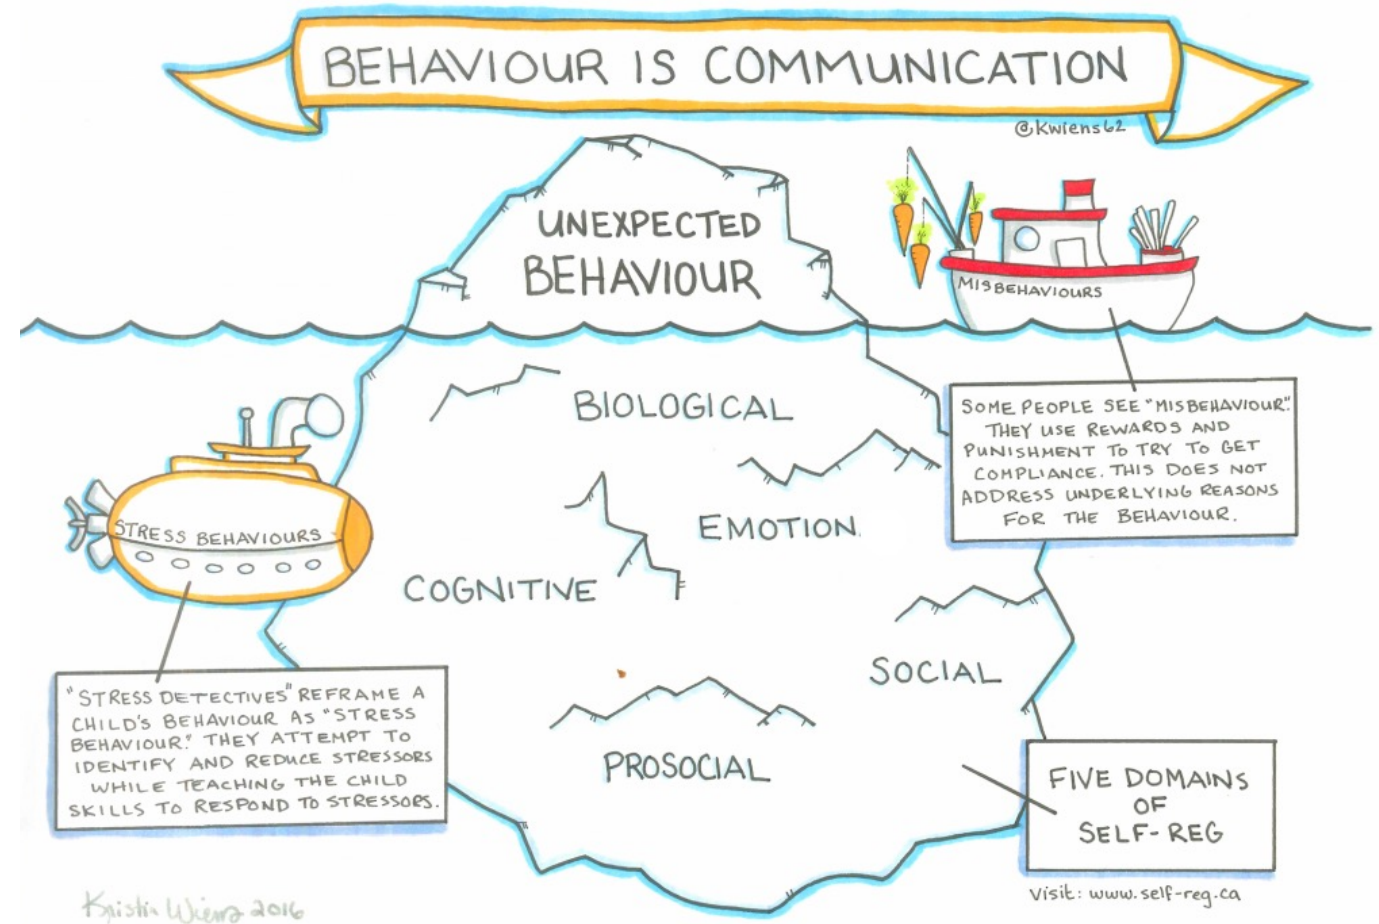 BEHAVIOUR IS COMMUNICATION
@Kwiens62
UNEXPECTED
BEHAVIOUR
MISBEHAVIOURS
BIOLOGICAL
SOME PEOPLE SEE "MISBEHAVIOUR".
THEY USE REWARDS AND
PUNISHMENT TO TRY TO GET
COMPLIANCE. THIS DOES NOT
ADDRESS UNDERLYING REASONS
FOR THE BEHAVIOUR.
EMOTION
STRESS BEHAVIOURS
COGNITIVE
SOCIAL
"STRESS DETECTIVES" REFRAME A
CHILD'S BEHAVIOUR AS "STRESS
BEHAVIOUR." THEY ATTEMPT TO
IDENTIFY AND REDUCE STRESSORS
WHILE TEACHING THE CHILD
SKILLS TO RESPOND TO STRESSORS.
PROSOCIAL
FIVE DOMAINS
OF
SELF-REG
Visit: www.self-reg.ca
Kristin Wiens 2016